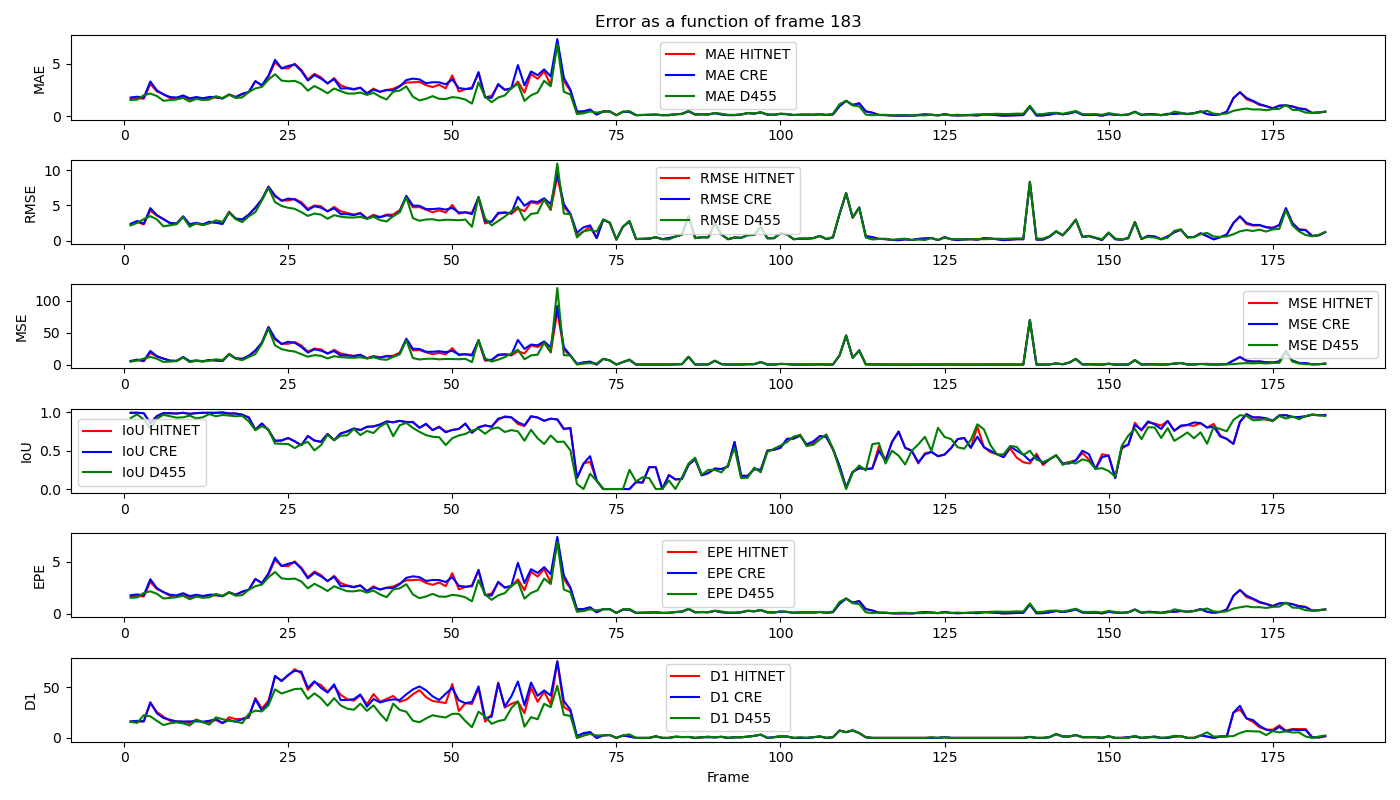 Error as a function of frame 183
MAE
5
0
MAE HITNET
MAE CRE
MAE D455
0 25 50 75 100 125 150 175
RMSE
10
5
0
RMSE HITNET
RMSE CRE
RMSE D455
0 25 50 75 100 125 150 175
MSE
100
50
0
MSE HITNET
MSE CRE
MSE D455
0 25 50 75 100 125 150 175
IoU
1.0
0.5
0.0
IoU HITNET
IoU CRE
IoU D455
0 25 50 75 100 125 150 175
EPE
5
0
EPE HITNET
EPE CRE
EPE D455
0 25 50 75 100 125 150 175
D1
50
0
D1 HITNET
D1 CRE
D1 D455
0 25 50 75 100 125 150 175
Frame